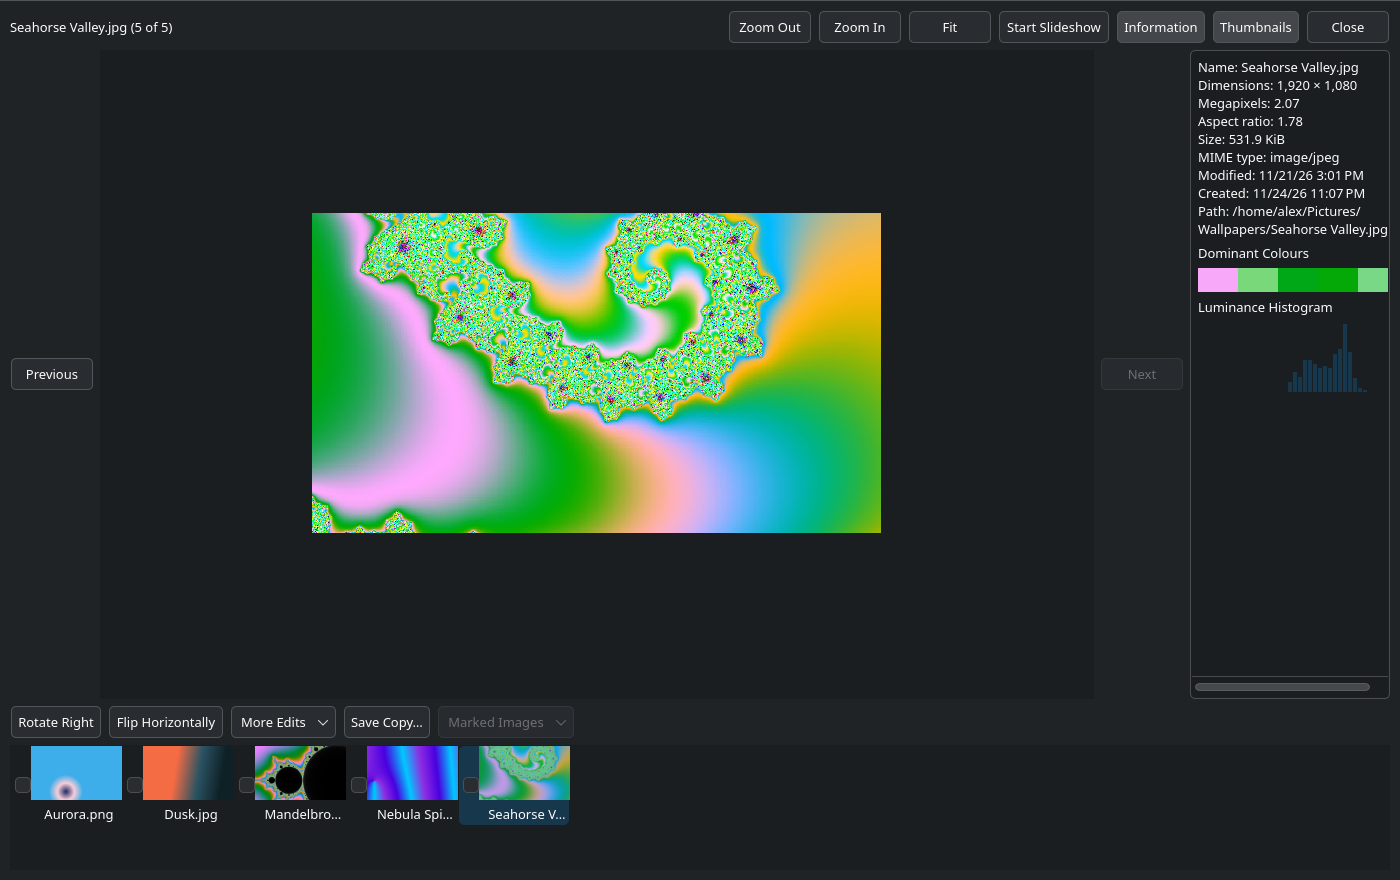 Seahorse Valley.jpg (5 of 5)
Zoom Out
Zoom In
Fit
Start Slideshow
Information
Thumbnails
Close
Name: Seahorse Valley.jpg
Dimensions: 1,920 × 1,080
Megapixels: 2.07
Aspect ratio: 1.78
Size: 531.9 KiB
MIME type: image/jpeg
Modified: 11/21/26 3:01 PM
Created: 11/24/26 11:07 PM
Path: /home/alex/Pictures/
Wallpapers/Seahorse Valley.jpg
Dominant Colours
Luminance Histogram
Previous
Next
Rotate Right
Flip Horizontally
More Edits
Save Copy...
Marked Images
Aurora.png
Dusk.jpg
Mandelbro...
Nebula Spi...
Seahorse V...